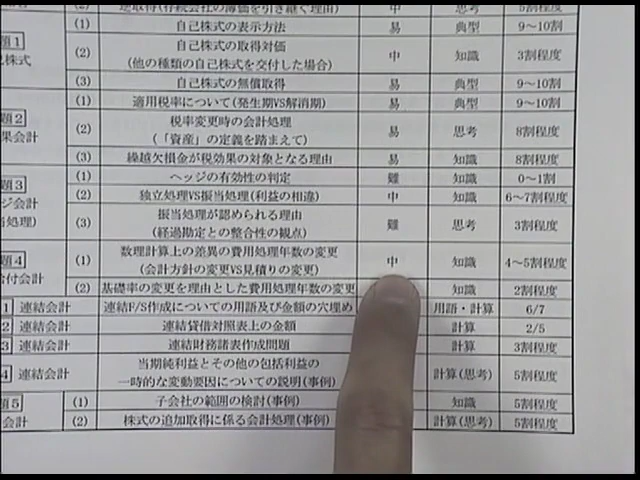 逆取得(存続会社の簿価を引き継ぐ理由) 中 思考 5割程度
題1 (1) 自己株式の表示方法 易 典型 9~10割
己株式 (2) 自己株式の取得対価
(他の種類の自己株式を交付した場合) 中 知識 3割程度
(3) 自己株式の無償取得 易 典型 9~10割
題2 (1) 適用税率について(発生期VS解消期) 易 典型 9~10割
果会計 (2) 税率変更時の会計処理
(「資産」の定義を踏まえて) 易 思考 8割程度
(3) 繰越欠損金が税効果の対象となる理由 易 知識 8割程度
題3 (1) ヘッジの有効性の判定 難 知識 0~1割
ジ会計 (2) 独立処理VS振当処理(利益の相違) 中 知識 6~7割程度
当処理) (3) 振当処理が認められる理由
(経過勘定との整合性の観点) 難 思考 3割程度
題4 (1) 数理計算上の差異の費用処理年数の変更
(会計方針の変更VS見積りの変更) 中 知識 4~5割程度
給付会計 (2) 基礎率の変更を理由とした費用処理年数の変更 知識 2割程度
1 連結会計 連結F/S作成についての用語及び金額の穴埋め 用語・計算 6/7
2 連結会計 連結貸借対照表上の金額 計算 2/5
3 連結会計 連結財務諸表作成問題 計算 3割程度
4 連結会計 当期純利益とその他の包括利益の
一時的な変動要因についての説明(事例) 計算(思考) 5割程度
題5 (1) 子会社の範囲の検討(事例) 知識 5割程度
会計 (2) 株式の追加取得に係る会計処理(事例) 計算(思考) 5割程度